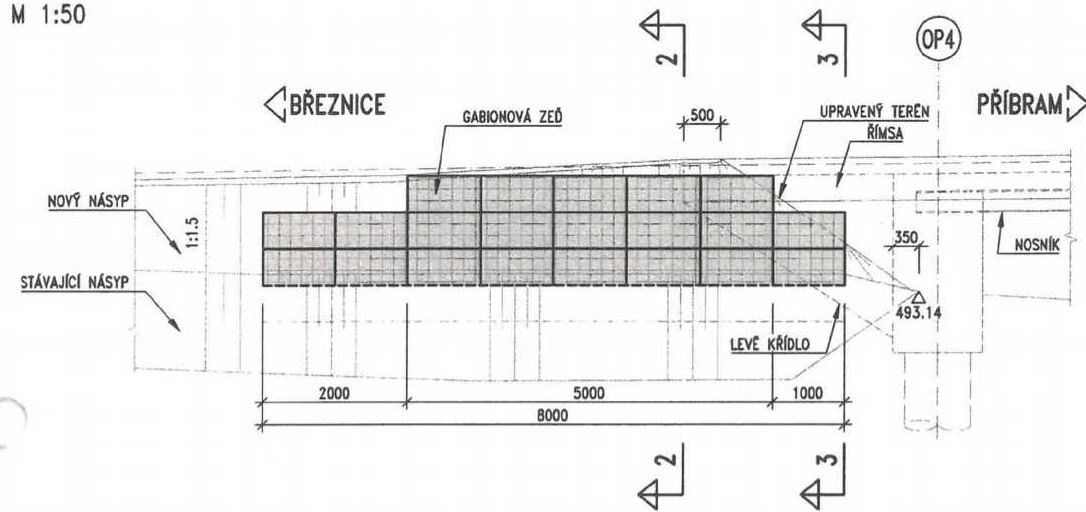 M 1:50
2
3
OP4
BŘEZNICE
PŘÍBRAM
GABIONOVÁ ZEĎ
500
UPRAVENÝ TERÉN
ŘÍMSA
NOVÝ NÁSYP
1:1.5
350
NOSNÍK
STÁVAJÍCÍ NÁSYP
493.14
LEVÉ KŘÍDLO
2000
5000
1000
8000
2
3